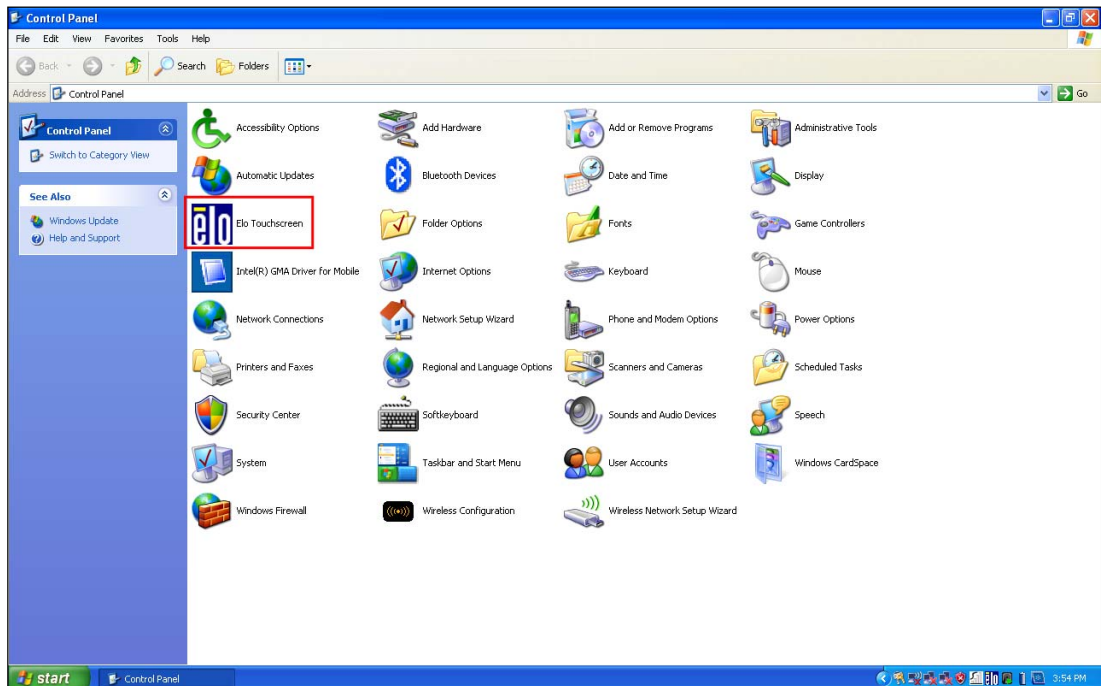 Control Panel
File Edit View Favorites Tools Help
Back Search Folders
Address Control Panel Go
Control Panel
Switch to Category View
See Also
Windows Update
Help and Support
Accessibility Options Add Hardware Add or Remove Programs Administrative Tools
Automatic Updates Bluetooth Devices Date and Time Display
elo Elo Touchscreen Folder Options Fonts Game Controllers
Intel(R) GMA Driver for Mobile Internet Options Keyboard Mouse
Network Connections Network Setup Wizard Phone and Modem Options Power Options
Printers and Faxes Regional and Language Options Scanners and Cameras Scheduled Tasks
Security Center Softkeyboard Sounds and Audio Devices Speech
System Taskbar and Start Menu User Accounts Windows CardSpace
Windows Firewall Wireless Configuration Wireless Network Setup Wizard
start Control Panel elo 3:54 PM